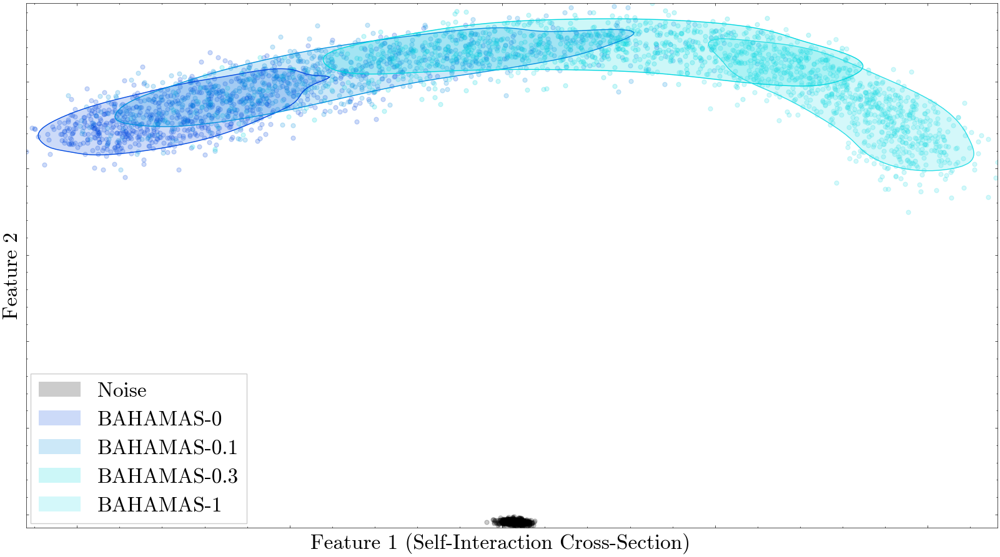 Feature 2
Noise
BAHAMAS-0
BAHAMAS-0.1
BAHAMAS-0.3
BAHAMAS-1
Feature 1 (Self-Interaction Cross-Section)